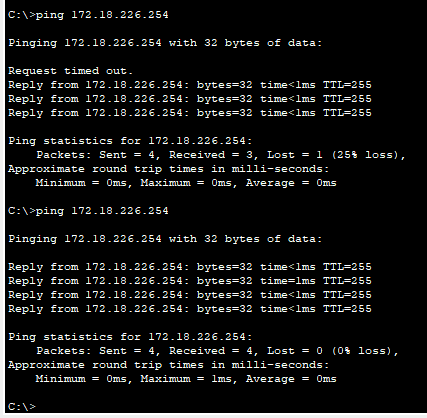 C:\>ping 172.18.226.254
Pinging 172.18.226.254 with 32 bytes of data:
Request timed out.
Reply from 172.18.226.254: bytes=32 time<1ms TTL=255
Reply from 172.18.226.254: bytes=32 time<1ms TTL=255
Reply from 172.18.226.254: bytes=32 time<1ms TTL=255
Ping statistics for 172.18.226.254:
    Packets: Sent = 4, Received = 3, Lost = 1 (25% loss),
Approximate round trip times in milli-seconds:
    Minimum = 0ms, Maximum = 0ms, Average = 0ms
C:\>ping 172.18.226.254
Pinging 172.18.226.254 with 32 bytes of data:
Reply from 172.18.226.254: bytes=32 time<1ms TTL=255
Reply from 172.18.226.254: bytes=32 time=1ms TTL=255
Reply from 172.18.226.254: bytes=32 time<1ms TTL=255
Reply from 172.18.226.254: bytes=32 time<1ms TTL=255
Ping statistics for 172.18.226.254:
    Packets: Sent = 4, Received = 4, Lost = 0 (0% loss),
Approximate round trip times in milli-seconds:
    Minimum = 0ms, Maximum = 1ms, Average = 0ms
C:\>